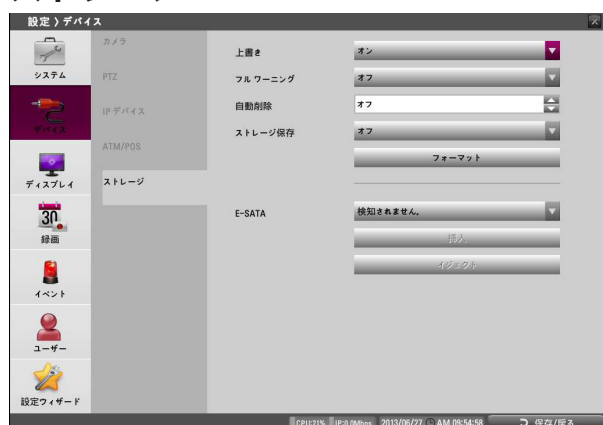 設定 〉デバイス
システム
デバイス
ディスプレイ
30
録画
イベント
ユーザー
設定ウィザード
カメラ
PTZ
IP デバイス
ATM/POS
ストレージ
上書き オン
フル ワーニング オフ
自動削除 オフ
ストレージ保存 オフ
フォーマット
E-SATA 検知されません。
挿入
イジェクト
CPU:21% IP:0.0Mbps 2013/06/27 AM 09:54:58 保存/戻る